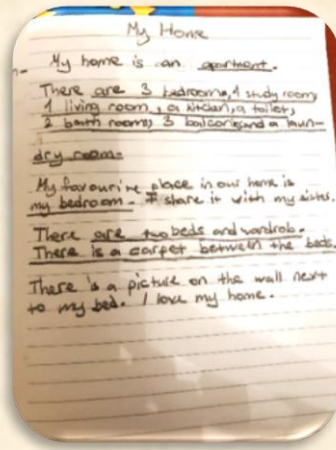 My Home
My home is an apartment.
There are 3 bedrooms, 1 study room,
1 living room, a kitchen, a toilet,
2 bath rooms, 3 balconies and a laun-
dry room.
My favourite place in our home is
my bedroom. I share it with my sister.
There are two beds and wardrob.
There is a carpet between the beds.
There is a picture on the wall next
to my bed. I love my home.